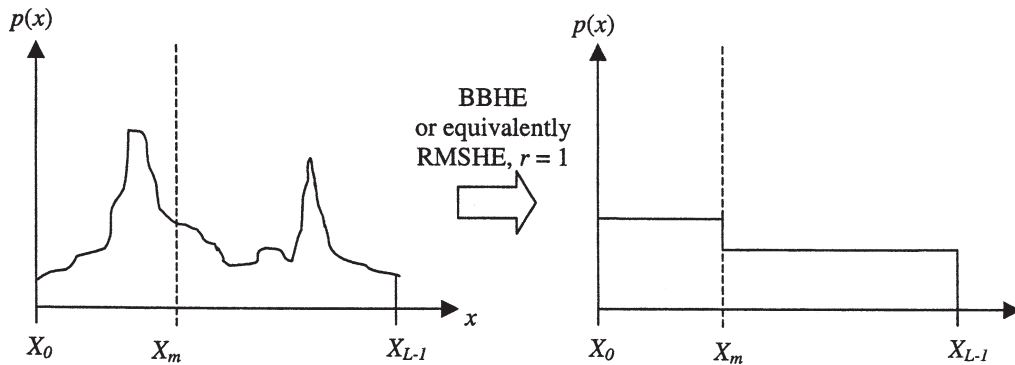 p(x)
p(x)
BBHE
or equivalently
RMSHE, r = 1
x
X0
Xm
XL-1
X0
Xm
XL-1